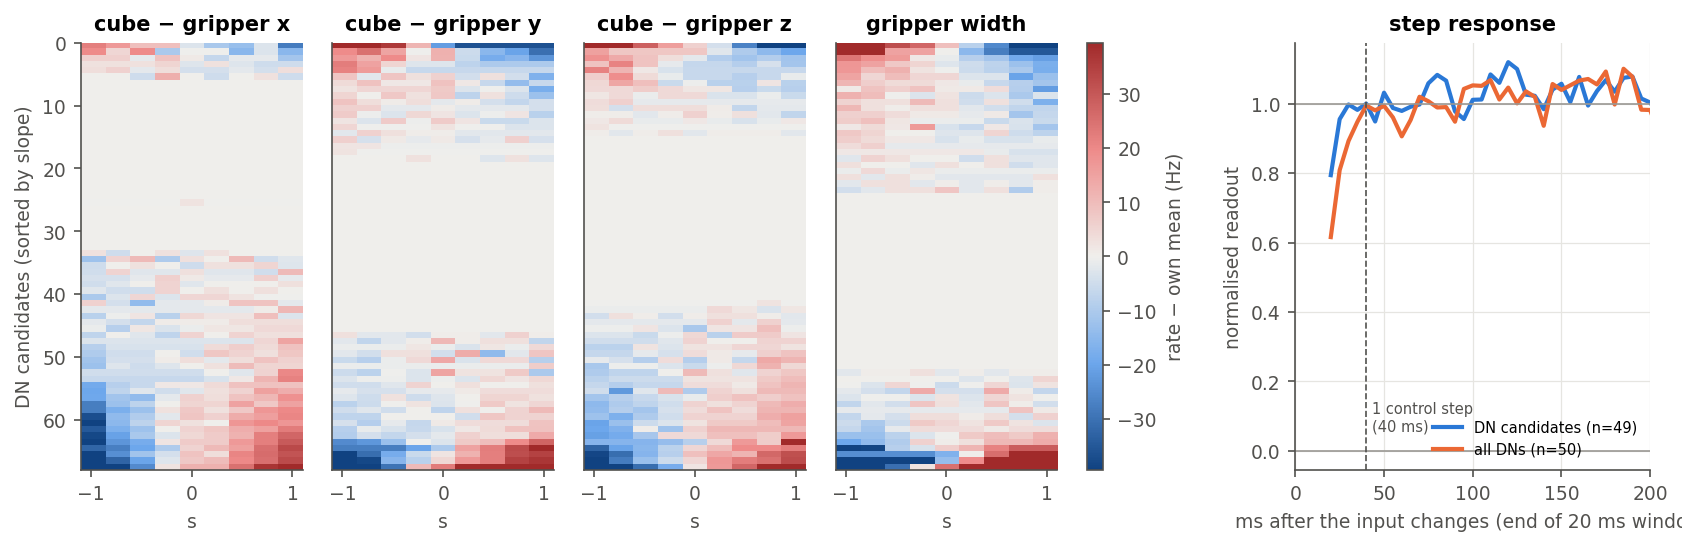 cube − gripper x
cube − gripper y
cube − gripper z
gripper width
step response
0
10
20
30
40
50
60
DN candidates (sorted by slope)
−1
0
1
s
−1
0
1
s
−1
0
1
s
−1
0
1
s
30
20
10
0
−10
−20
−30
rate − own mean (Hz)
1.0
0.8
0.6
0.4
0.2
0.0
normalised readout
1 control step
(40 ms)
DN candidates (n=49)
all DNs (n=50)
0
50
100
150
200
ms after the input changes (end of 20 ms windo